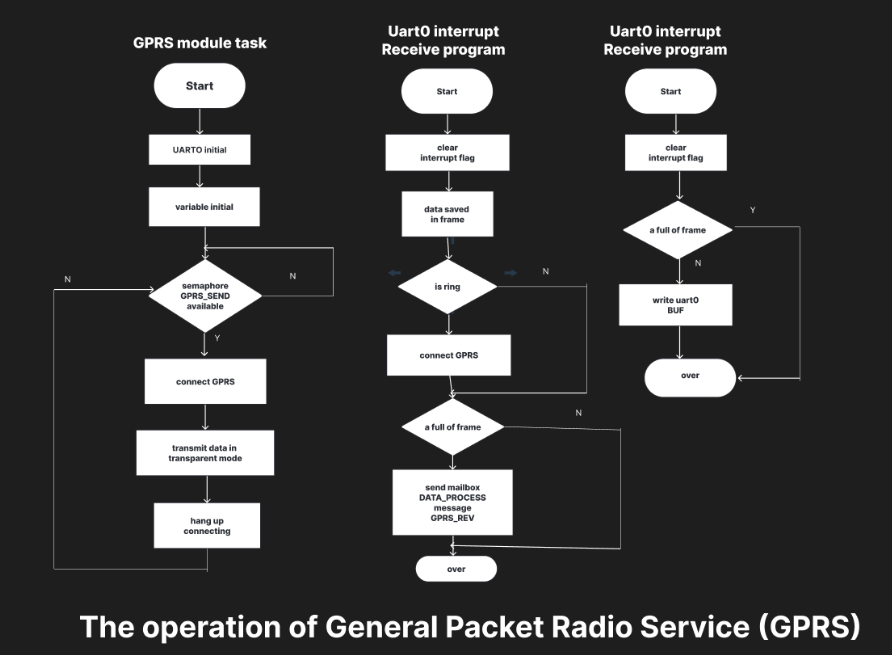 GPRS module task
Start
UARTO initial
variable initial
semaphore
GPRS_SEND
available
N
N
Y
connect GPRS
transmit data in
transparent mode
hang up
connecting
Uart0 interrupt
Receive program
Start
clear
interrupt flag
data saved
in frame
is ring
N
connect GPRS
a full of frame
N
send mailbox
DATA_PROCESS
message
GPRS_REV
over
Uart0 interrupt
Receive program
Start
clear
interrupt flag
a full of frame
Y
N
write uart0
BUF
over
The operation of General Packet Radio Service (GPRS)